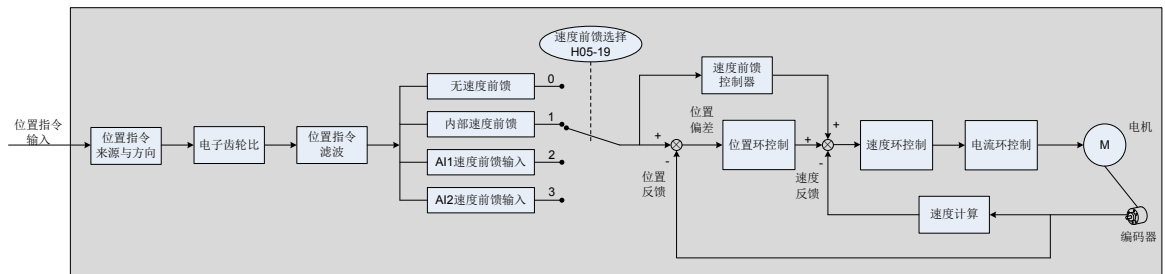 速度前馈选择
H05-19
位置指令
输入
位置指令
来源与方向
电子齿轮比
位置指令
滤波
无速度前馈
0
内部速度前馈
1
AI1速度前馈输入
2
AI2速度前馈输入
3
速度前馈
控制器
+
位置
偏差
-
位置
反馈
位置环控制
+
+
-
速度
反馈
速度环控制
电流环控制
电机
M
速度计算
编码器